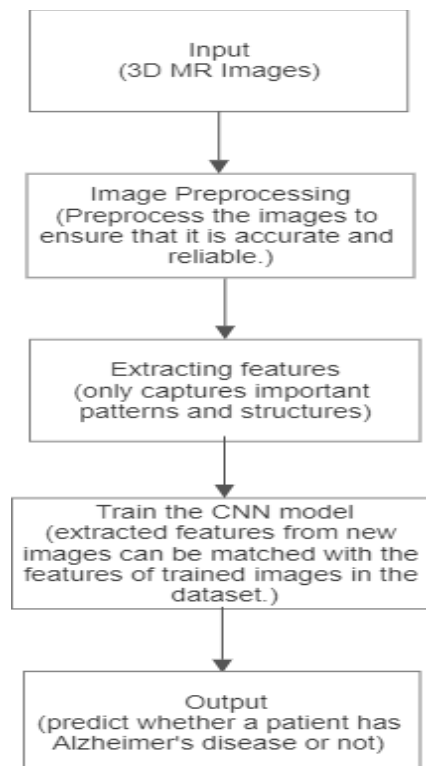 Input
(3D MR Images)
Image Preprocessing
(Preprocess the images to
ensure that it is accurate and
reliable.)
Extracting features
(only captures important
patterns and structures)
Train the CNN model
(extracted features from new
images can be matched with the
features of trained images in the
dataset.)
Output
(predict whether a patient has
Alzheimer's disease or not)